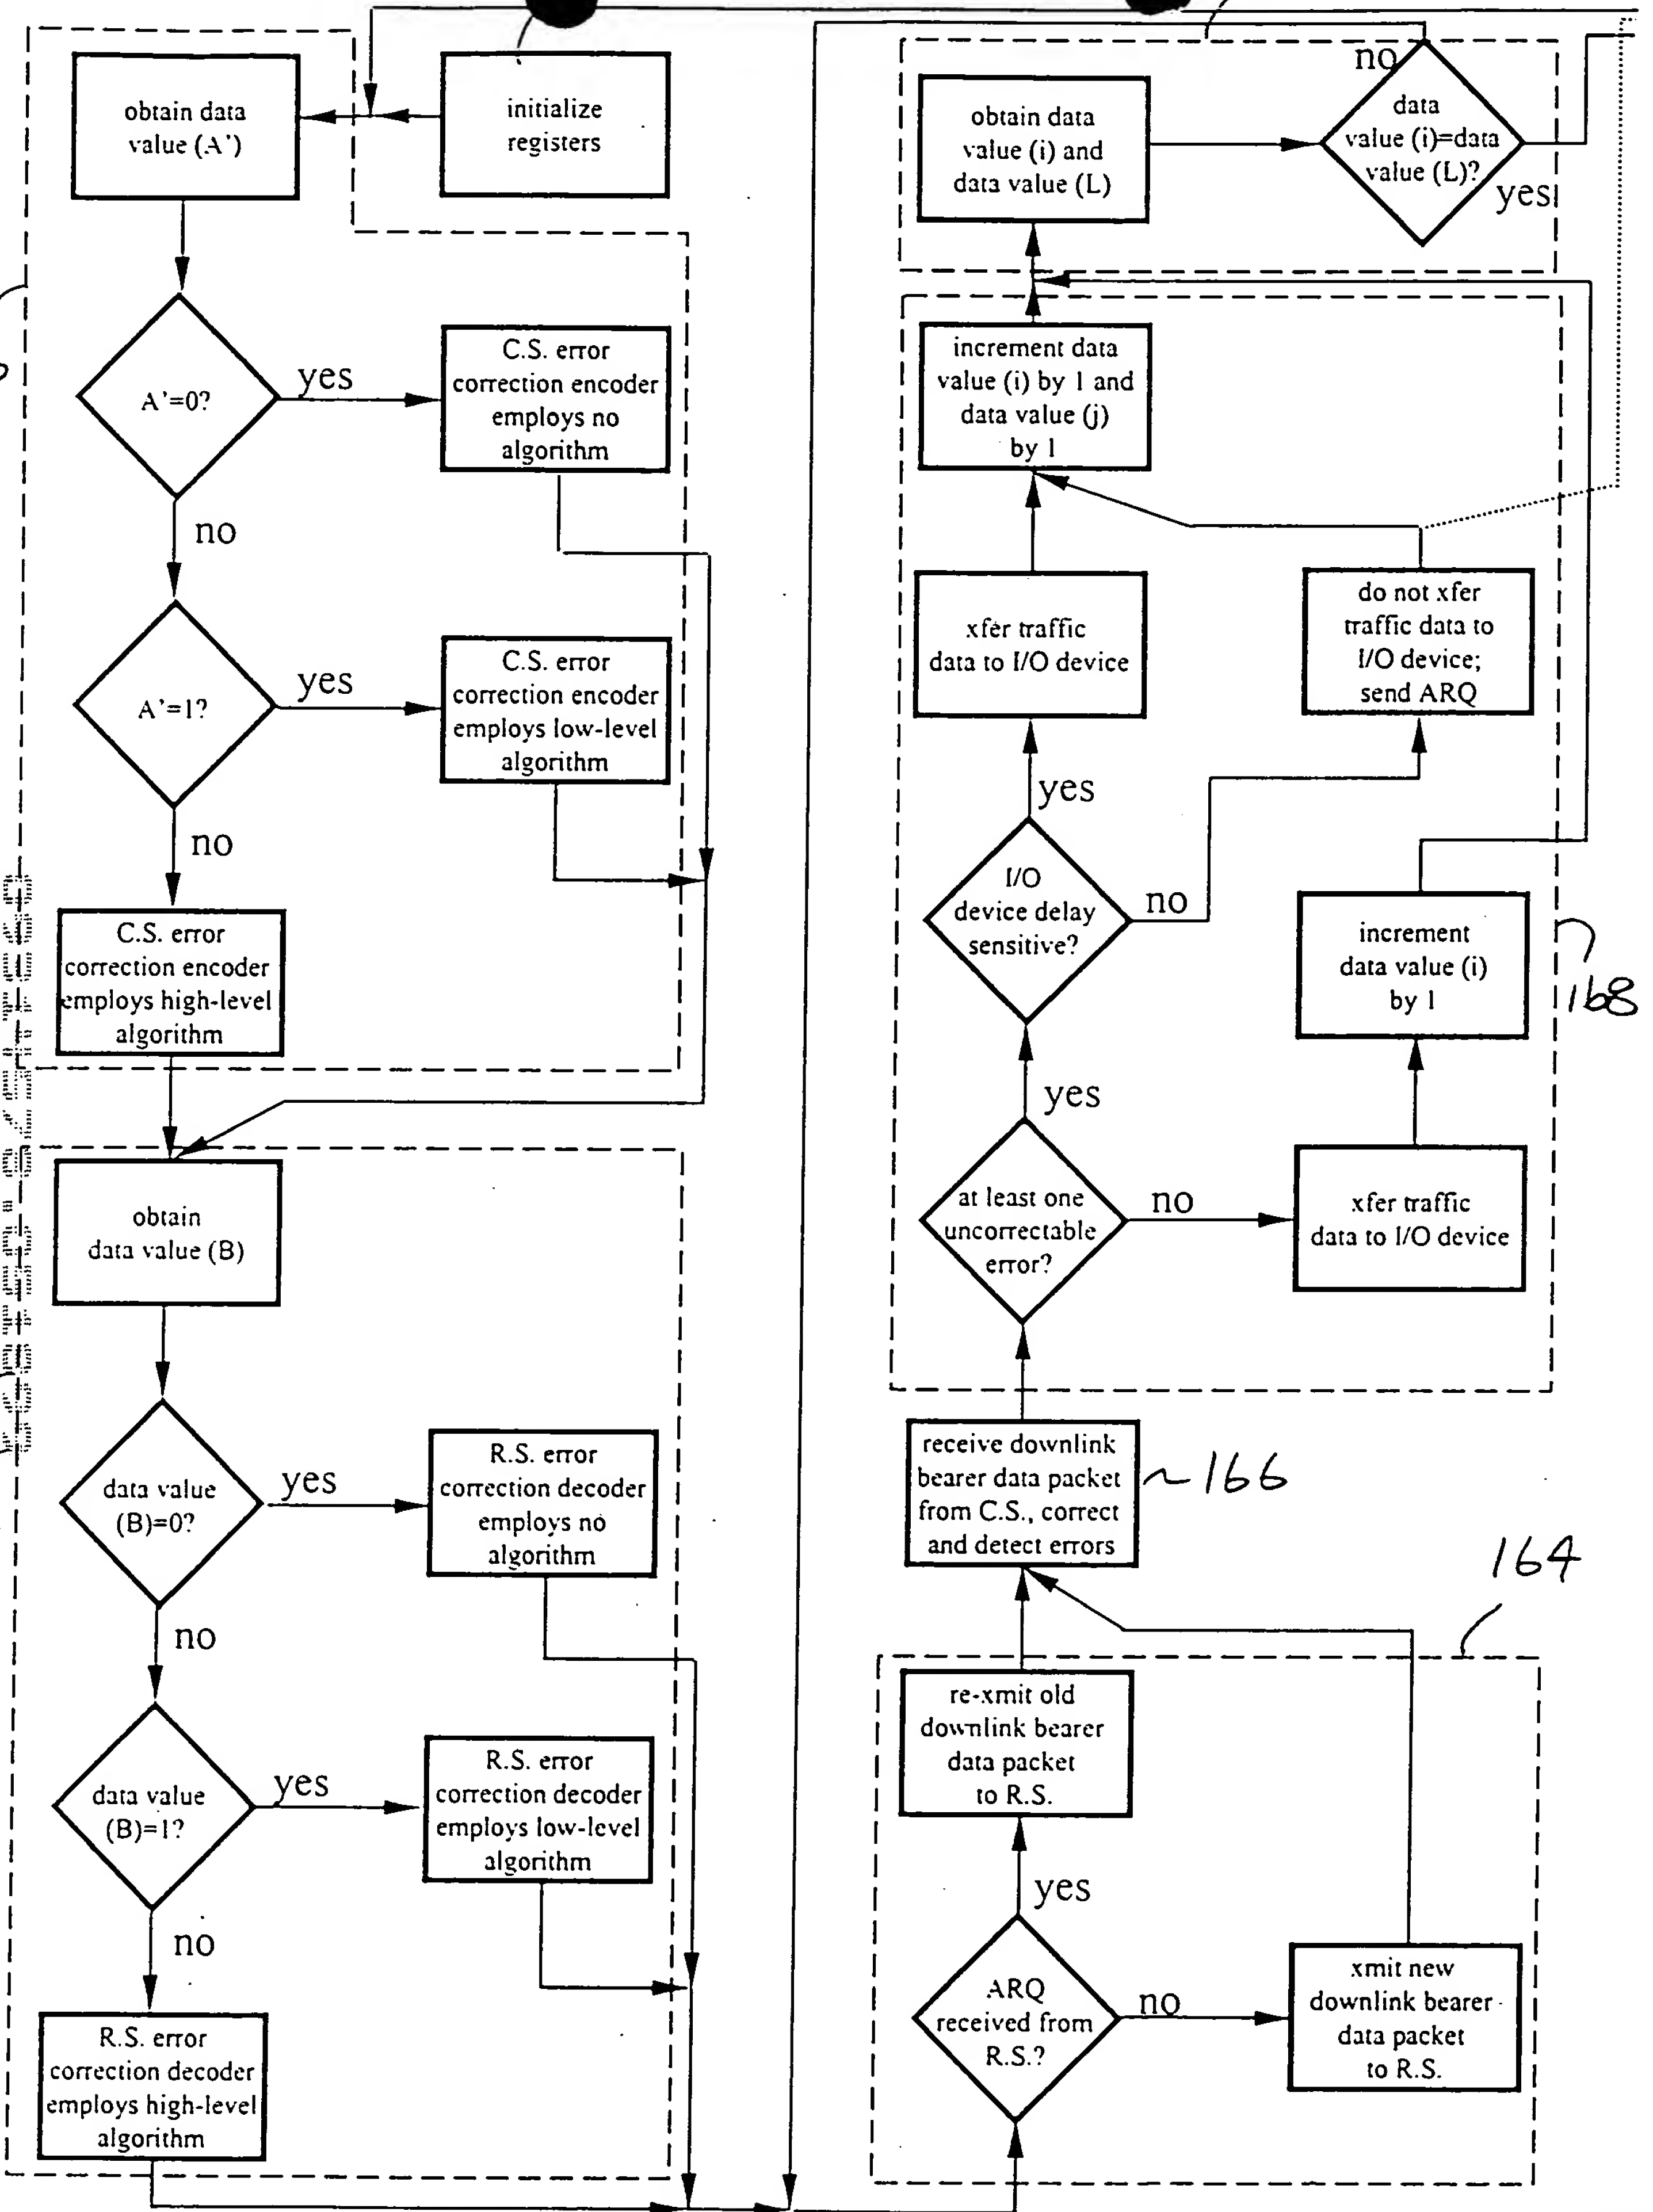 obtain data
value (A')
initialize
registers
A'=0?
yes
C.S. error
correction encoder
employs no
algorithm
no
A'=1?
yes
C.S. error
correction encoder
employs low-level
algorithm
no
C.S. error
correction encoder
employs high-level
algorithm
obtain
data value (B)
data value
(B)=0?
yes
R.S. error
correction decoder
employs no
algorithm
no
data value
(B)=1?
yes
R.S. error
correction decoder
employs low-level
algorithm
no
R.S. error
correction decoder
employs high-level
algorithm
obtain data
value (i) and
data value (L)
no
data
value (i)=data
value (L)?
yes
increment data
value (i) by 1 and
data value (j)
by 1
xfer traffic
data to I/O device
do not xfer
traffic data to
I/O device;
send ARQ
yes
I/O
device delay
sensitive?
no
increment
data value (i)
by 1
168
yes
at least one
uncorrectable
error?
no
xfer traffic
data to I/O device
receive downlink
bearer data packet
from C.S., correct
and detect errors
166
164
re-xmit old
downlink bearer
data packet
to R.S.
yes
ARQ
received from
R.S.?
no
xmit new
downlink bearer
data packet
to R.S.